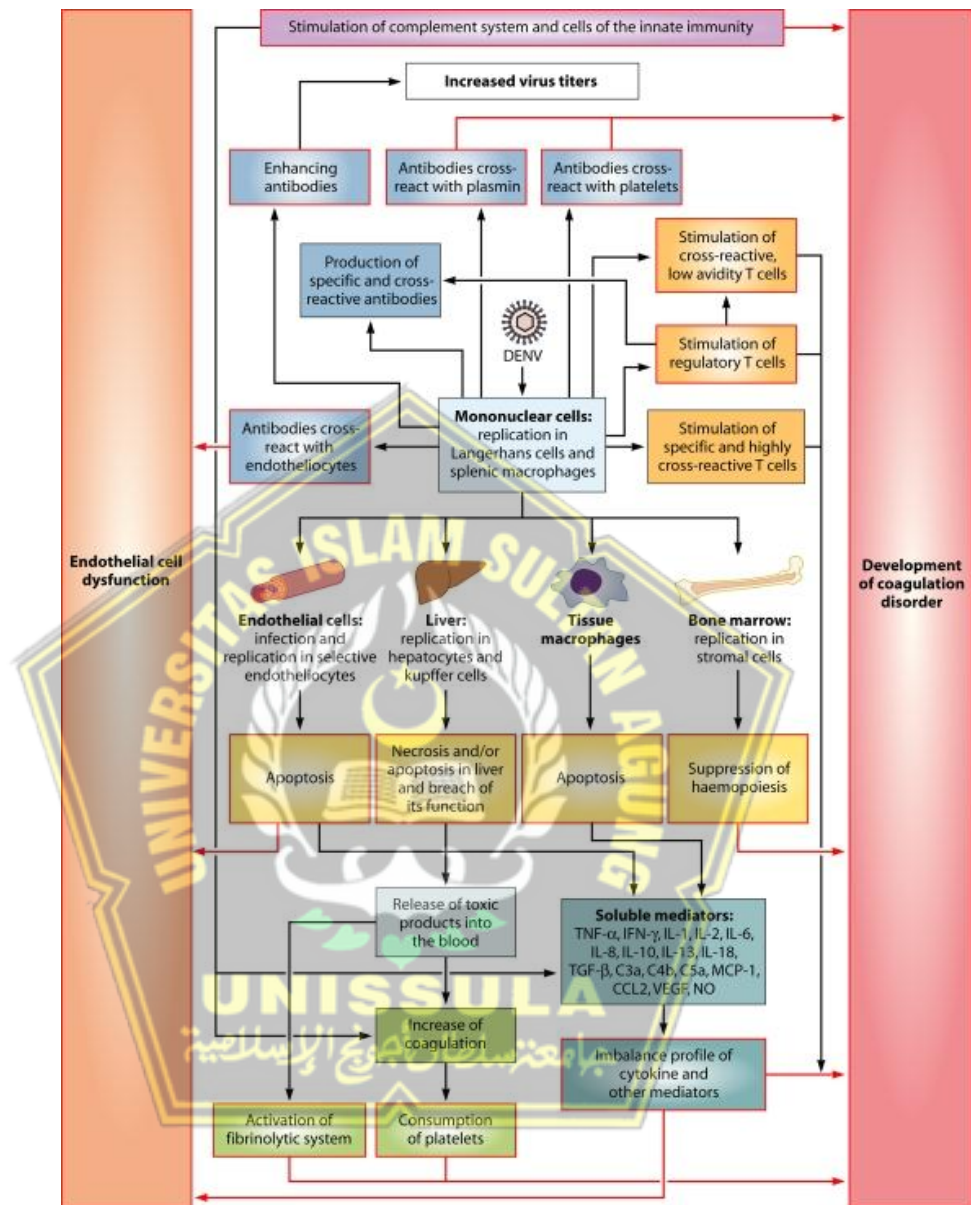 Stimulation of complement system and cells of the innate immunity
Increased virus titers
Enhancing
antibodies
Antibodies cross-
react with plasmin
Antibodies cross-
react with platelets
Stimulation of
cross-reactive,
low avidity T cells
Production of
specific and cross-
reactive antibodies
DENV
Stimulation of
regulatory T cells
Antibodies cross-
react with
endotheliocytes
Mononuclear cells:
replication in
Langerhans cells and
splenic macrophages
Stimulation of
specific and highly
cross-reactive T cells
Endothelial cell
dysfunction
Development
of coagulation
disorder
Endothelial cells:
infection and
replication in selective
endotheliocytes
Liver:
replication in
hepatocytes and
kupffer cells
Tissue
macrophages
Bone marrow:
replication in
stromal cells
Apoptosis
Necrosis and/or
apoptosis in liver
and breach of
its function
Apoptosis
Suppression of
haemopoiesis
Release of toxic
products into
the blood
Soluble mediators:
TNF-α, IFN-γ, IL-1, IL-2, IL-6,
IL-8, IL-10, IL-13, IL-18,
TGF-β, C3a, C4b, C5a, MCP-1,
CCL2, VEGF, NO
Increase of
coagulation
Imbalance profile of
cytokine and
other mediators
Activation of
fibrinolytic system
Consumption
of platelets
UNIVERSITAS ISLAM SULTAN AGUNG
UNISSULA
جامعتسلطان أجونج الإسلامية